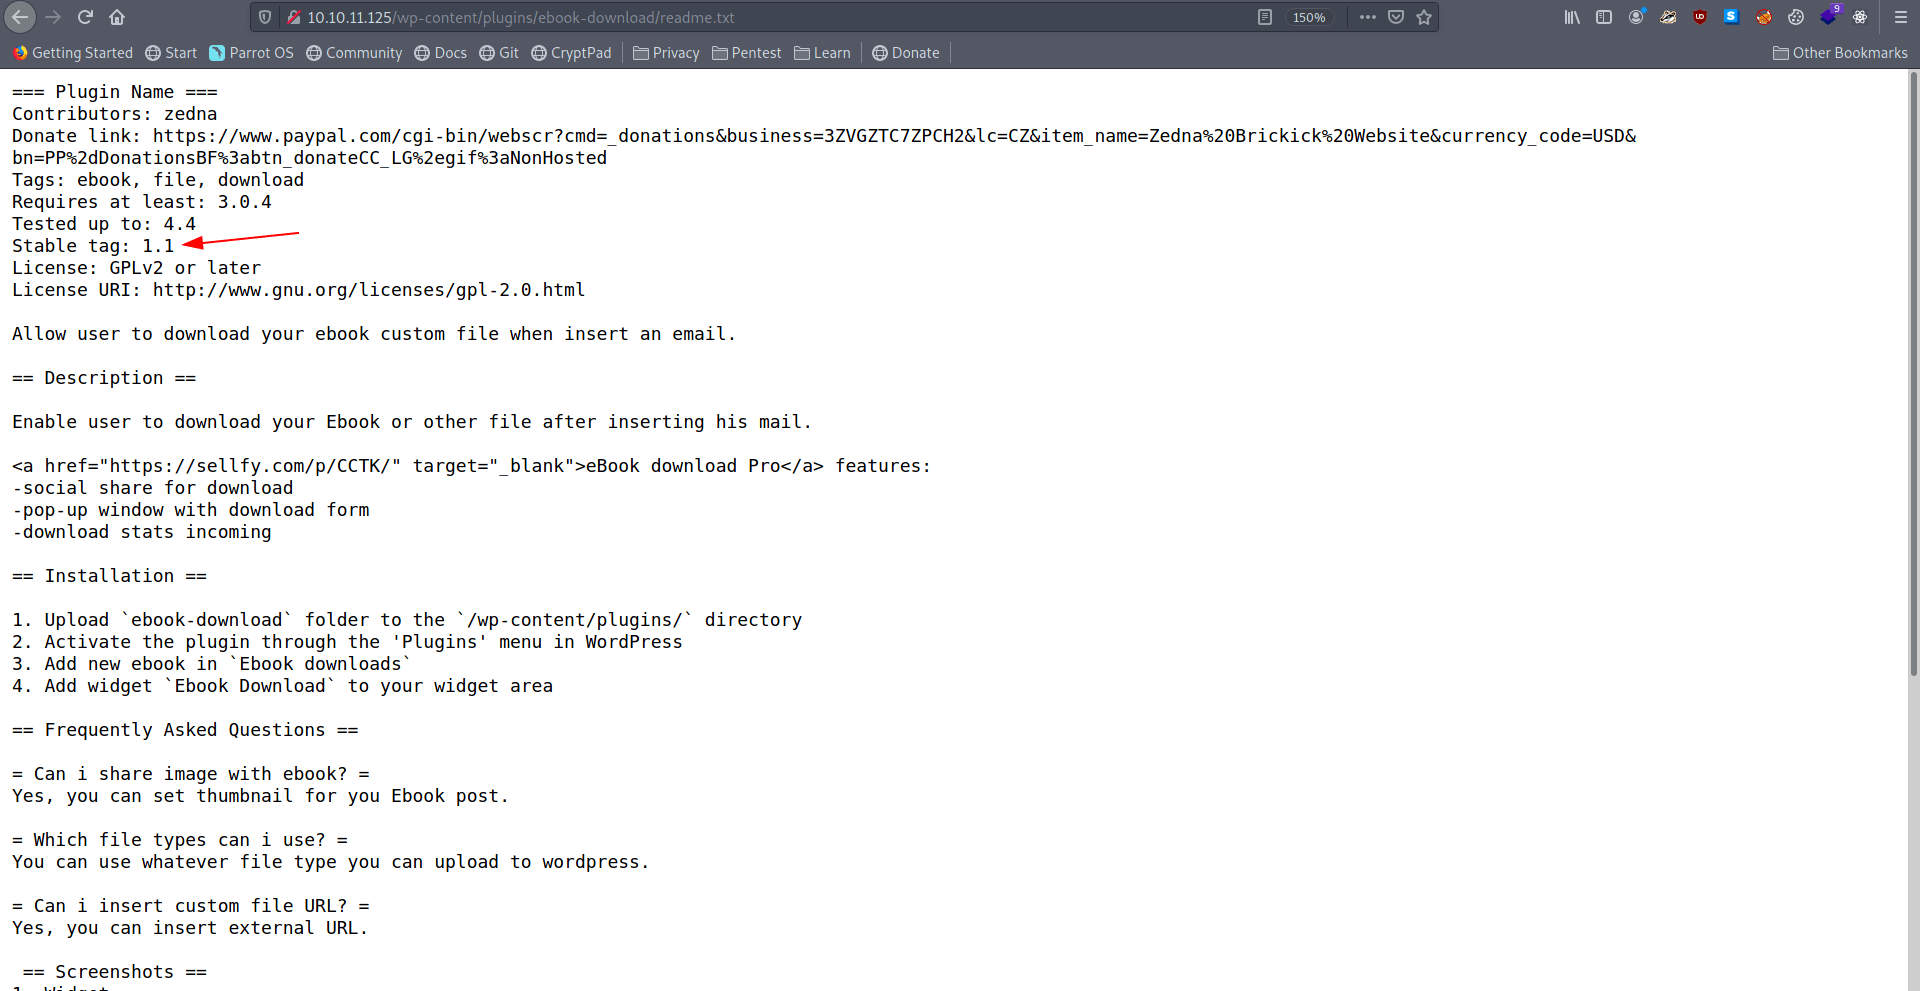 10.10.11.125/wp-content/plugins/ebook-download/readme.txt
150%
9
Getting Started Start Parrot OS Community Docs Git CryptPad Privacy Pentest Learn Donate Other Bookmarks
=== Plugin Name ===
Contributors: zedna
Donate link: https://www.paypal.com/cgi-bin/webscr?cmd=_donations&business=3ZVGZTC7ZPCH2&lc=CZ&item_name=Zedna%20Brickick%20Website&currency_code=USD&
bn=PP%2dDonationsBF%3abtn_donateCC_LG%2egif%3aNonHosted
Tags: ebook, file, download
Requires at least: 3.0.4
Tested up to: 4.4
Stable tag: 1.1
License: GPLv2 or later
License URI: http://www.gnu.org/licenses/gpl-2.0.html
Allow user to download your ebook custom file when insert an email.
== Description ==
Enable user to download your Ebook or other file after inserting his mail.
<a href="https://sellfy.com/p/CCTK/" target="_blank">eBook download Pro</a> features:
-social share for download
-pop-up window with download form
-download stats incoming
== Installation ==
1. Upload `ebook-download` folder to the `/wp-content/plugins/` directory
2. Activate the plugin through the 'Plugins' menu in WordPress
3. Add new ebook in `Ebook downloads`
4. Add widget `Ebook Download` to your widget area
== Frequently Asked Questions ==
= Can i share image with ebook? =
Yes, you can set thumbnail for you Ebook post.
= Which file types can i use? =
You can use whatever file type you can upload to wordpress.
= Can i insert custom file URL? =
Yes, you can insert external URL.
== Screenshots ==
1. Widget